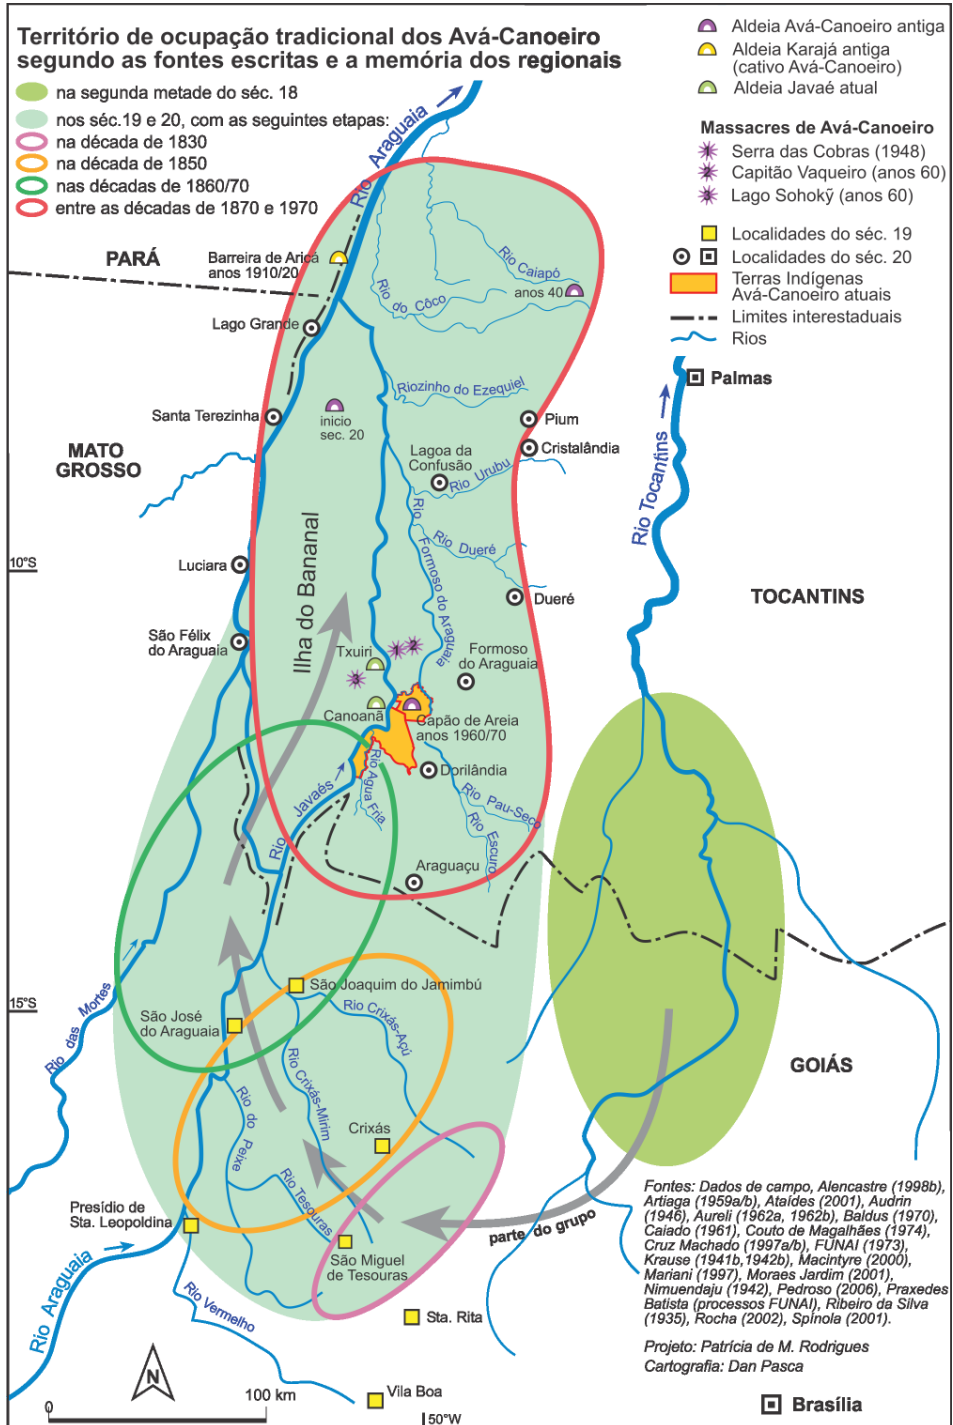 Território de ocupação tradicional dos Avá-Canoeiro
segundo as fontes escritas e a memória dos regionais
na segunda metade do séc. 18
nos séc.19 e 20, com as seguintes etapas:
na década de 1830
na década de 1850
nas décadas de 1860/70
entre as décadas de 1870 e 1970
Aldeia Avá-Canoeiro antiga
Aldeia Karajá antiga
(cativo Avá-Canoeiro)
Aldeia Javaé atual
Massacres de Avá-Canoeiro
1 Serra das Cobras (1948)
2 Capitão Vaqueiro (anos 60)
3 Lago Sohokỹ (anos 60)
Localidades do séc. 19
Localidades do séc. 20
Terras Indígenas
Avá-Canoeiro atuais
Limites interestaduais
Rios
Rio Araguaia
PARÁ
Barreira de Aricá
anos 1910/20
Rio Caiapó
anos 40
Rio do Côco
Lago Grande
Palmas
Riozinho do Ezequiel
Santa Terezinha
inicio
sec. 20
Pium
Cristalândia
MATO
GROSSO
Lagoa da
Confusão
Rio Urubu
Rio Tocantins
Ilha do Bananal
Rio Formoso do Araguaia
Rio Dueré
10°S
Luciara
Dueré
TOCANTINS
São Félix
do Araguaia
Txuiri
1
2
3
Formoso
do Araguaia
Canoanã
Capão de Areia
anos 1960/70
Dorilândia
Rio Javaés
Rio Agua Fria
Rio Pau-Seco
Rio Escuro
Araguaçu
São Joaquim do Jamimbú
Rio Crixás-Açú
15°S
São José
do Araguaia
Rio das Mortes
GOIÁS
Rio Crixás-Mirim
Rio do Peixe
Crixás
Rio Tesouras
Presídio de
Sta. Leopoldina
São Miguel
de Tesouras
parte do grupo
Rio Araguaia
Rio Vermelho
Sta. Rita
Vila Boa
Fontes: Dados de campo, Alencastre (1998b),
Artiaga (1959a/b), Ataídes (2001), Audrin
(1946), Aureli (1962a, 1962b), Baldus (1970),
Caiado (1961), Couto de Magalhães (1974),
Cruz Machado (1997a/b), FUNAI (1973),
Krause (1941b,1942b), Macintyre (2000),
Mariani (1997), Moraes Jardim (2001),
Nimuendaju (1942), Pedroso (2006), Praxedes
Batista (processos FUNAI), Ribeiro da Silva
(1935), Rocha (2002), Spínola (2001).
Projeto: Patrícia de M. Rodrigues
Cartografia: Dan Pasca
N
0
100 km
50°W
Brasília